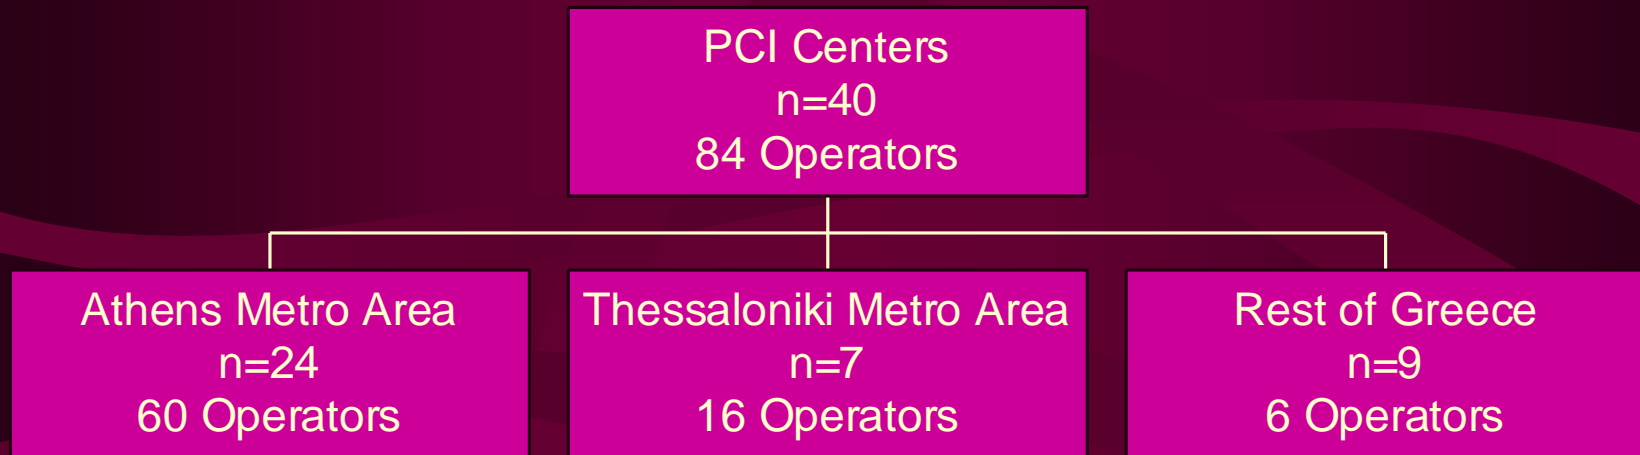 PCI Centers
n=40
84 Operators
Athens Metro Area
n=24
60 Operators
Thessaloniki Metro Area
n=7
16 Operators
Rest of Greece
n=9
6 Operators